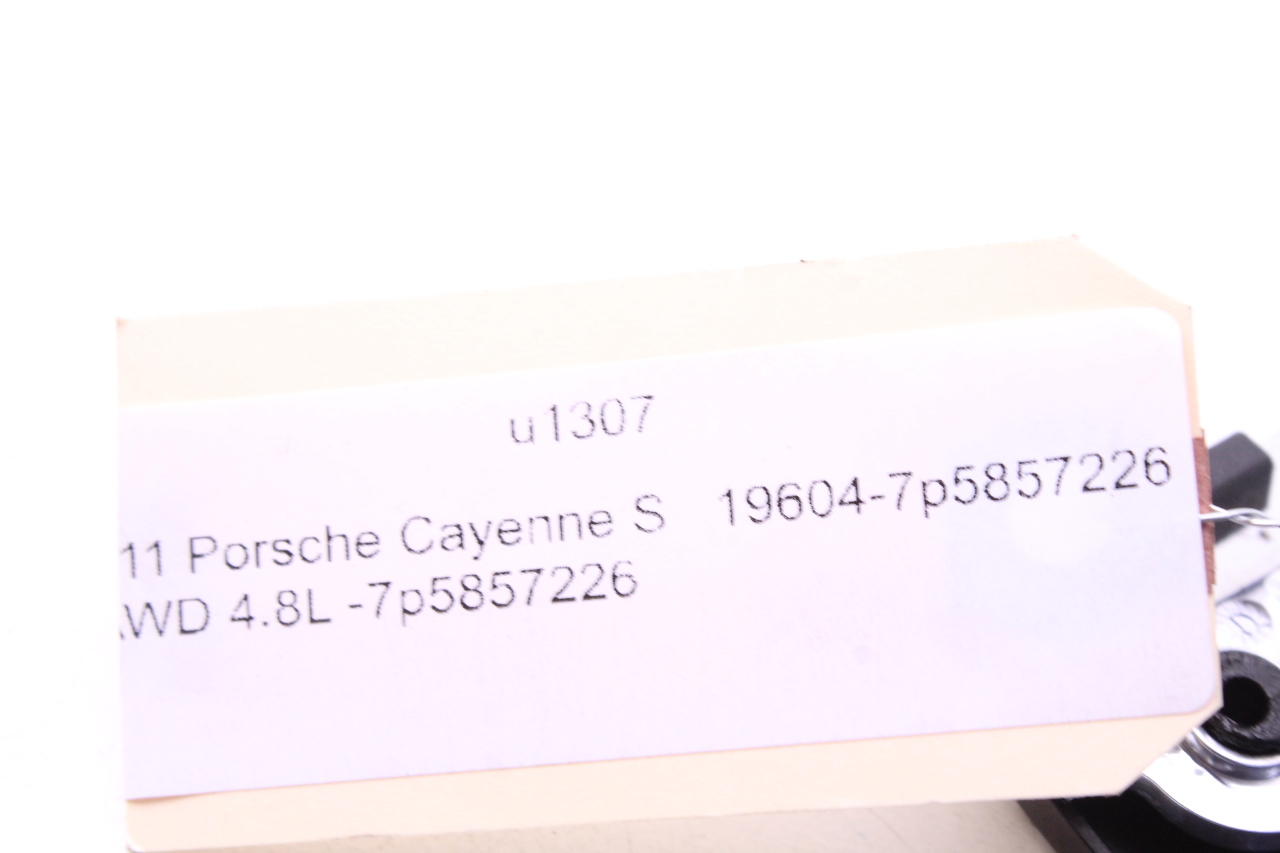 u1307
11 Porsche Cayenne S 19604-7p5857226
WD 4.8L -7p5857226